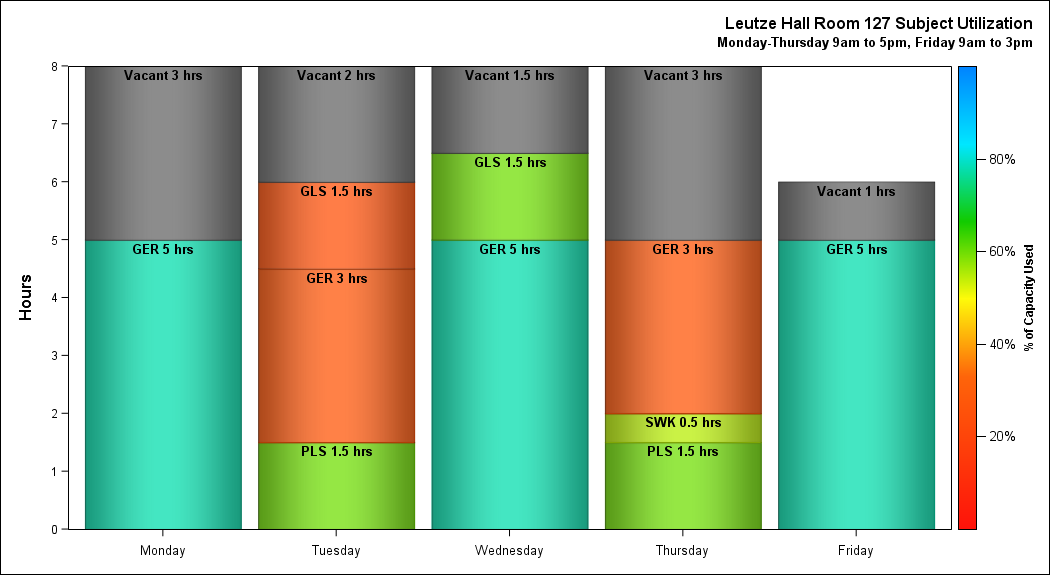 Leutze Hall Room 127 Subject Utilization
Monday-Thursday 9am to 5pm, Friday 9am to 3pm
8
7
6
5
4
3
2
1
0
Hours
Vacant 3 hrs
GER 5 hrs
Vacant 2 hrs
GLS 1.5 hrs
GER 3 hrs
PLS 1.5 hrs
Vacant 1.5 hrs
GLS 1.5 hrs
GER 5 hrs
Vacant 3 hrs
GER 3 hrs
SWK 0.5 hrs
PLS 1.5 hrs
Vacant 1 hrs
GER 5 hrs
Monday
Tuesday
Wednesday
Thursday
Friday
80%
60%
40%
20%
% of Capacity Used